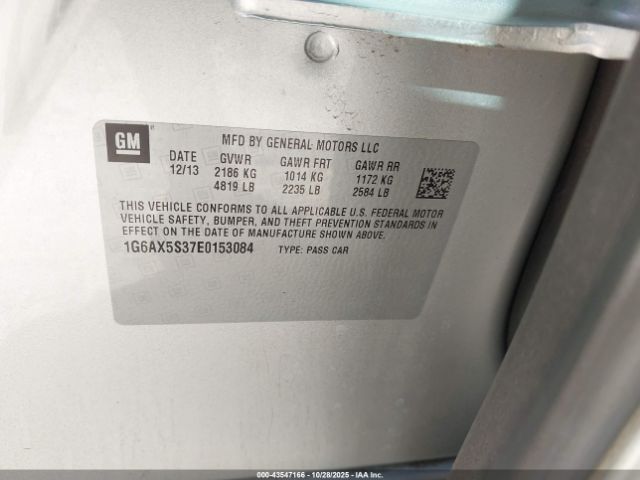 GM
MFD BY GENERAL MOTORS LLC
DATE GVWR GAWR FRT GAWR RR
12/13 2186 KG 1014 KG 1172 KG
4819 LB 2235 LB 2584 LB
THIS VEHICLE CONFORMS TO ALL APPLICABLE U.S. FEDERAL MOTOR
VEHICLE SAFETY, BUMPER, AND THEFT PREVENTION STANDARDS IN
EFFECT ON THE DATE OF MANUFACTURE SHOWN ABOVE.
1G6AX5S37E0153084 TYPE: PASS CAR
000-43547166 - 10/28/2025 - COPART.COM